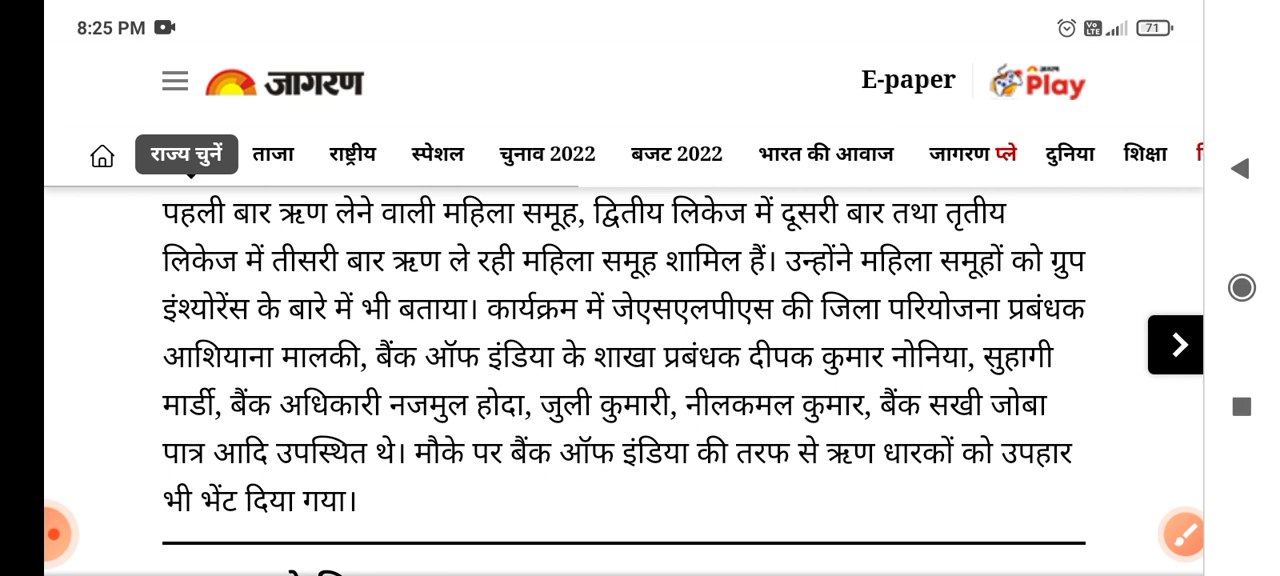 8:25 PM
71
जागरण
E-paper
Play
राज्य चुनें ताजा राष्ट्रीय स्पेशल चुनाव 2022 बजट 2022 भारत की आवाज जागरण प्ले दुनिया शिक्षा
पहली बार ऋण लेने वाली महिला समूह, द्वितीय लिकेज में दूसरी बार तथा तृतीय
लिकेज में तीसरी बार ऋण ले रही महिला समूह शामिल हैं। उन्होंने महिला समूहों को ग्रुप
इंश्योरेंस के बारे में भी बताया। कार्यक्रम में जेएसएलपीएस की जिला परियोजना प्रबंधक
आशियाना मालकी, बैंक ऑफ इंडिया के शाखा प्रबंधक दीपक कुमार नोनिया, सुहागी
मार्डी, बैंक अधिकारी नजमुल होदा, जुली कुमारी, नीलकमल कुमार, बैंक सखी जोबा
पात्र आदि उपस्थित थे। मौके पर बैंक ऑफ इंडिया की तरफ से ऋण धारकों को उपहार
भी भेंट दिया गया।